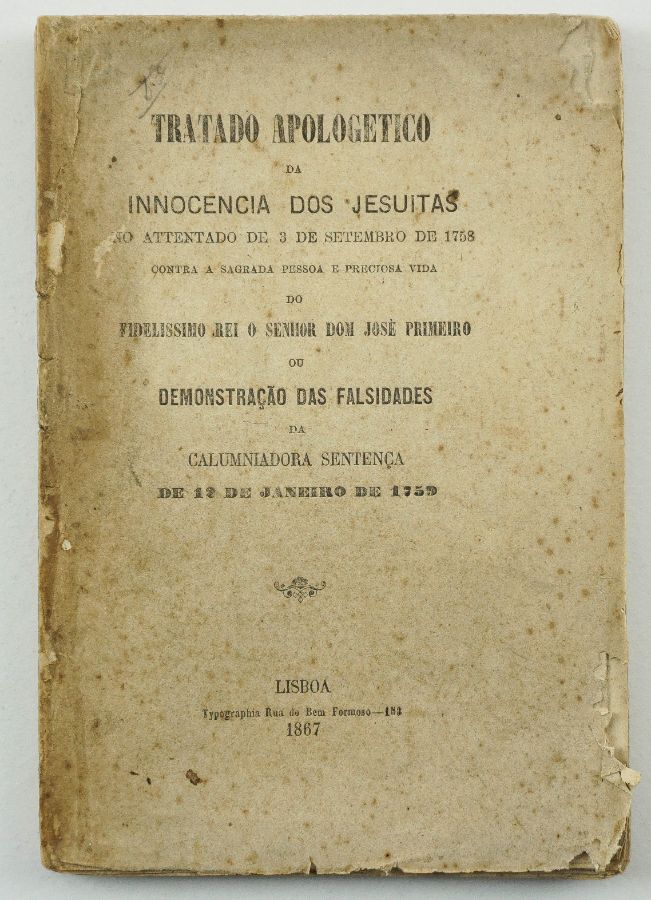 TRATADO APOLOGETICO
DA
INNOCENCIA DOS JESUITAS
NO ATTENTADO DE 3 DE SETEMBRO DE 1758
CONTRA A SAGRADA PESSOA E PRECIOSA VIDA
DO
FIDELISSIMO REI O SENHOR DOM JOSÉ PRIMEIRO
OU
DEMONSTRAÇÃO DAS FALSIDADES
DA
CALUMNIADORA SENTENÇA
DE 12 DE JANEIRO DE 1759
LISBOA
Typographia Rua do Bem Formoso—
1867